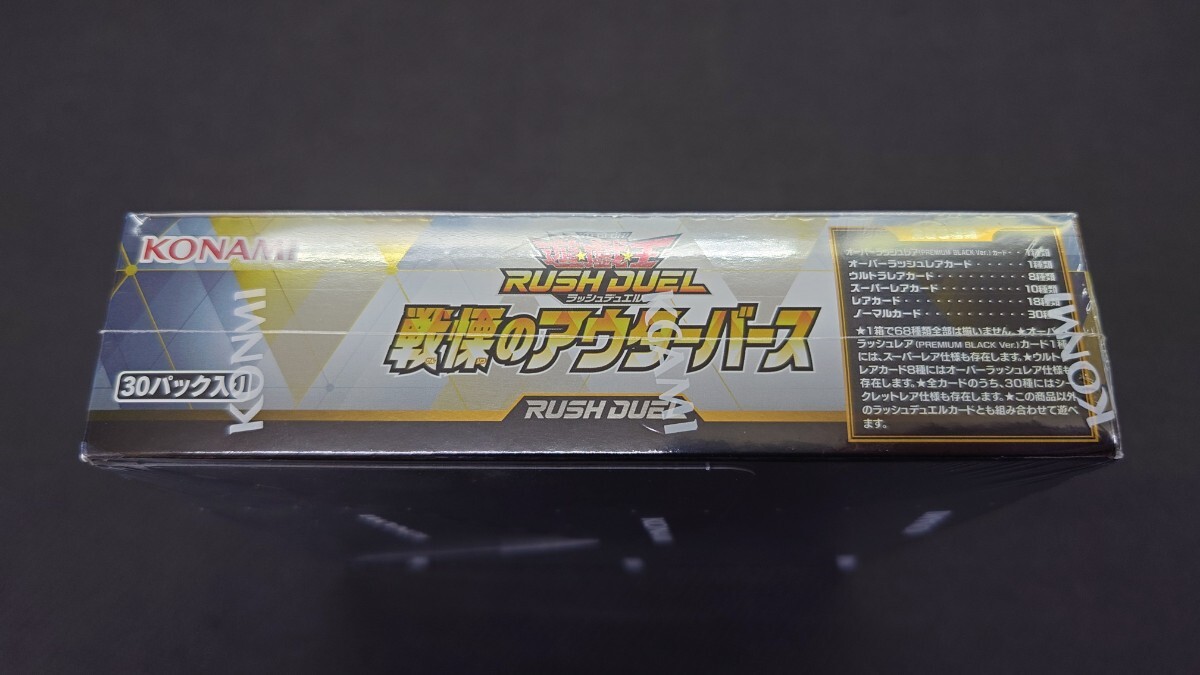 KONAMI
遊☆戯☆王
RUSH DUEL
ラッシュデュエル
戦慄のアウターバース
30パック入り
RUSH DUEL
オーバーラッシュレア(PREMIUM BLACK Ver.)カード・・1種類
オーバーラッシュレアカード・・・・・・・・1種類
ウルトラレアカード・・・・・・・・・・・・8種類
スーパーレアカード・・・・・・・・・・・10種類
レアカード・・・・・・・・・・・・・・・18種類
ノーマルカード・・・・・・・・・・・・・30種
★1箱で68種類全部は揃いません。★オーバー
ラッシュレア(PREMIUM BLACK Ver.)カード1種
には、スーパーレア仕様も存在します。★ウルト
レアカード8種にはオーバーラッシュレア仕様も
存在します。★全カードのうち、30種にはシー
クレットレア仕様も存在します。★この商品以外
のラッシュデュエルカードとも組み合わせて遊べ
ます。
KONAMI
KONAMI
KONAMI
KONAMI
KONAMI
KONAMI